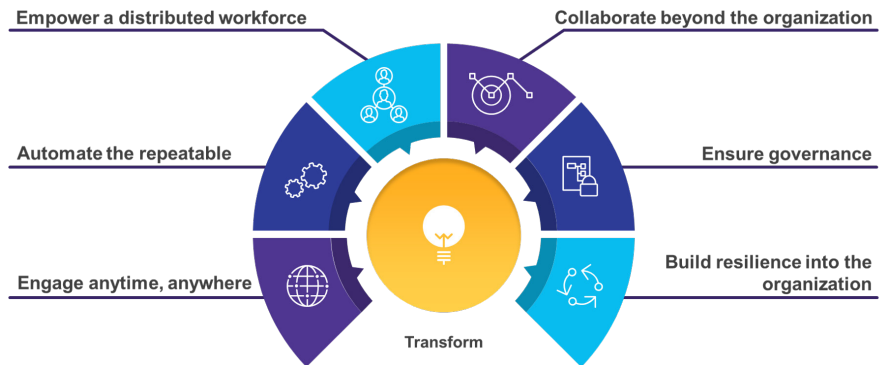 Empower a distributed workforce
Collaborate beyond the organization
Automate the repeatable
Ensure governance
Engage anytime, anywhere
Build resilience into the
organization
Transform